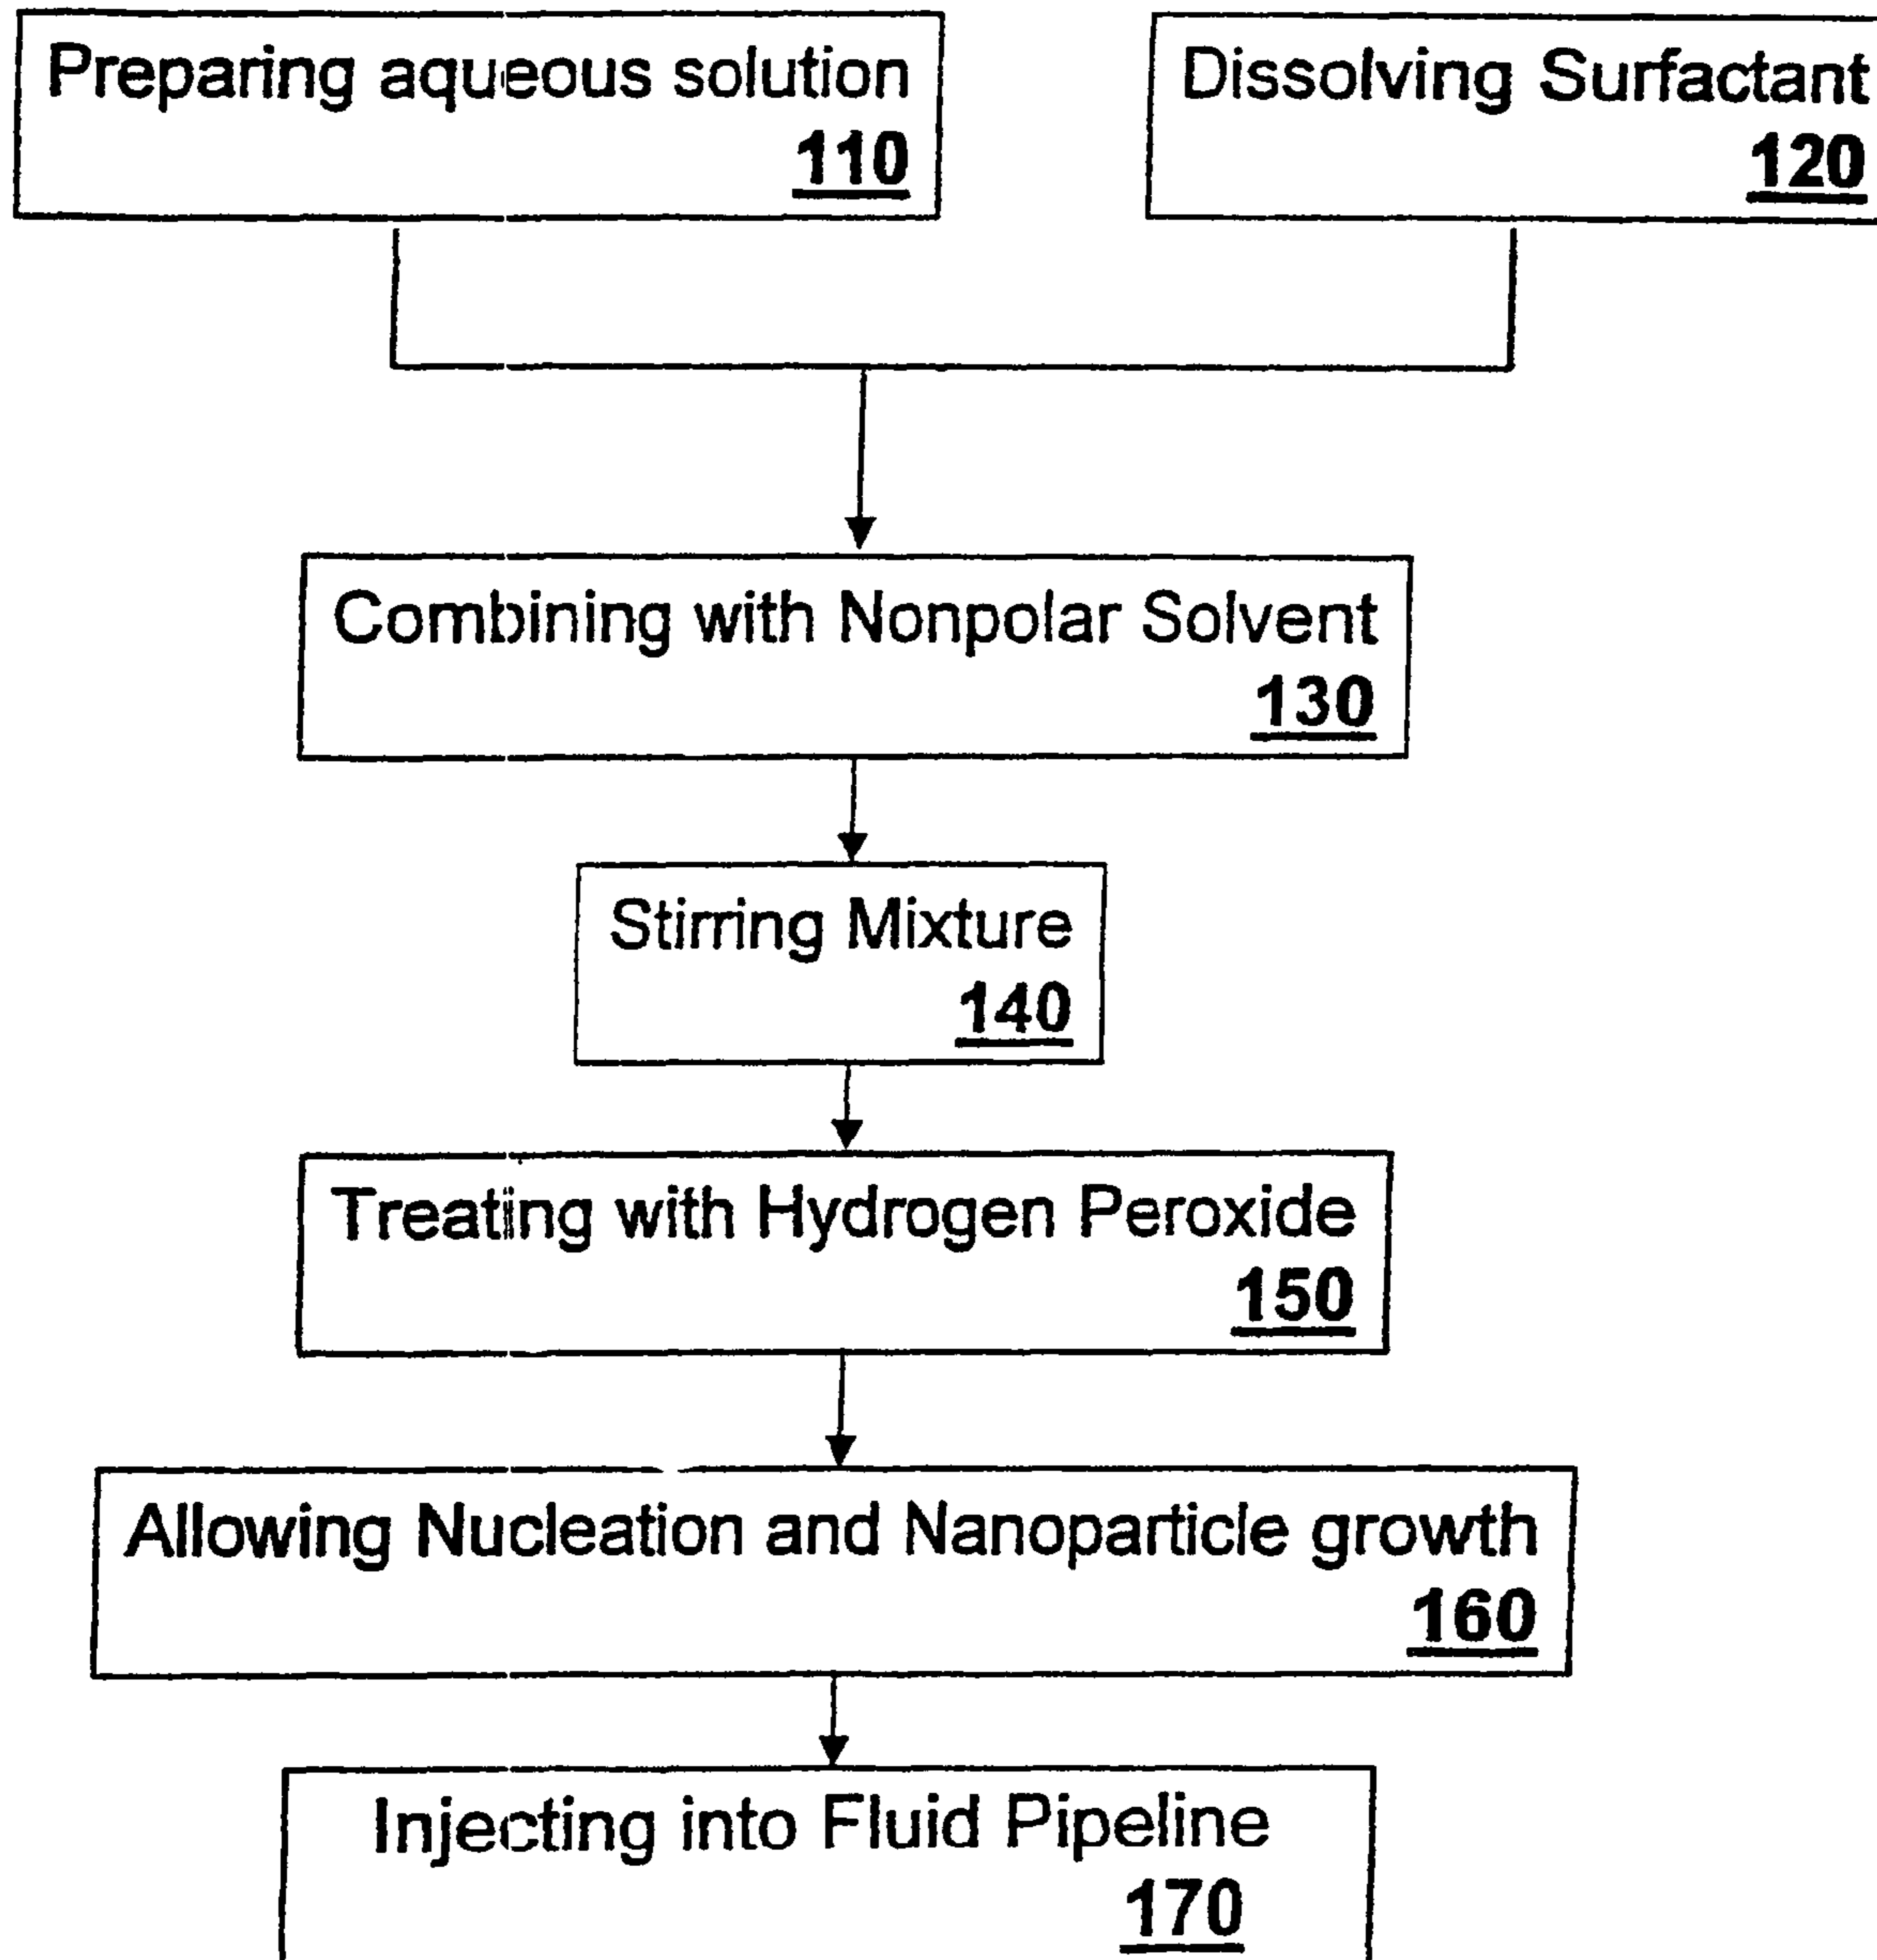 Preparing aqueous solution
110
Dissolving Surfactant
120
Combining with Nonpolar Solvent
130
Stirring Mixture
140
Treating with Hydrogen Peroxide
150
Allowing Nucleation and Nanoparticle growth
160
Injecting into Fluid Pipeline
170